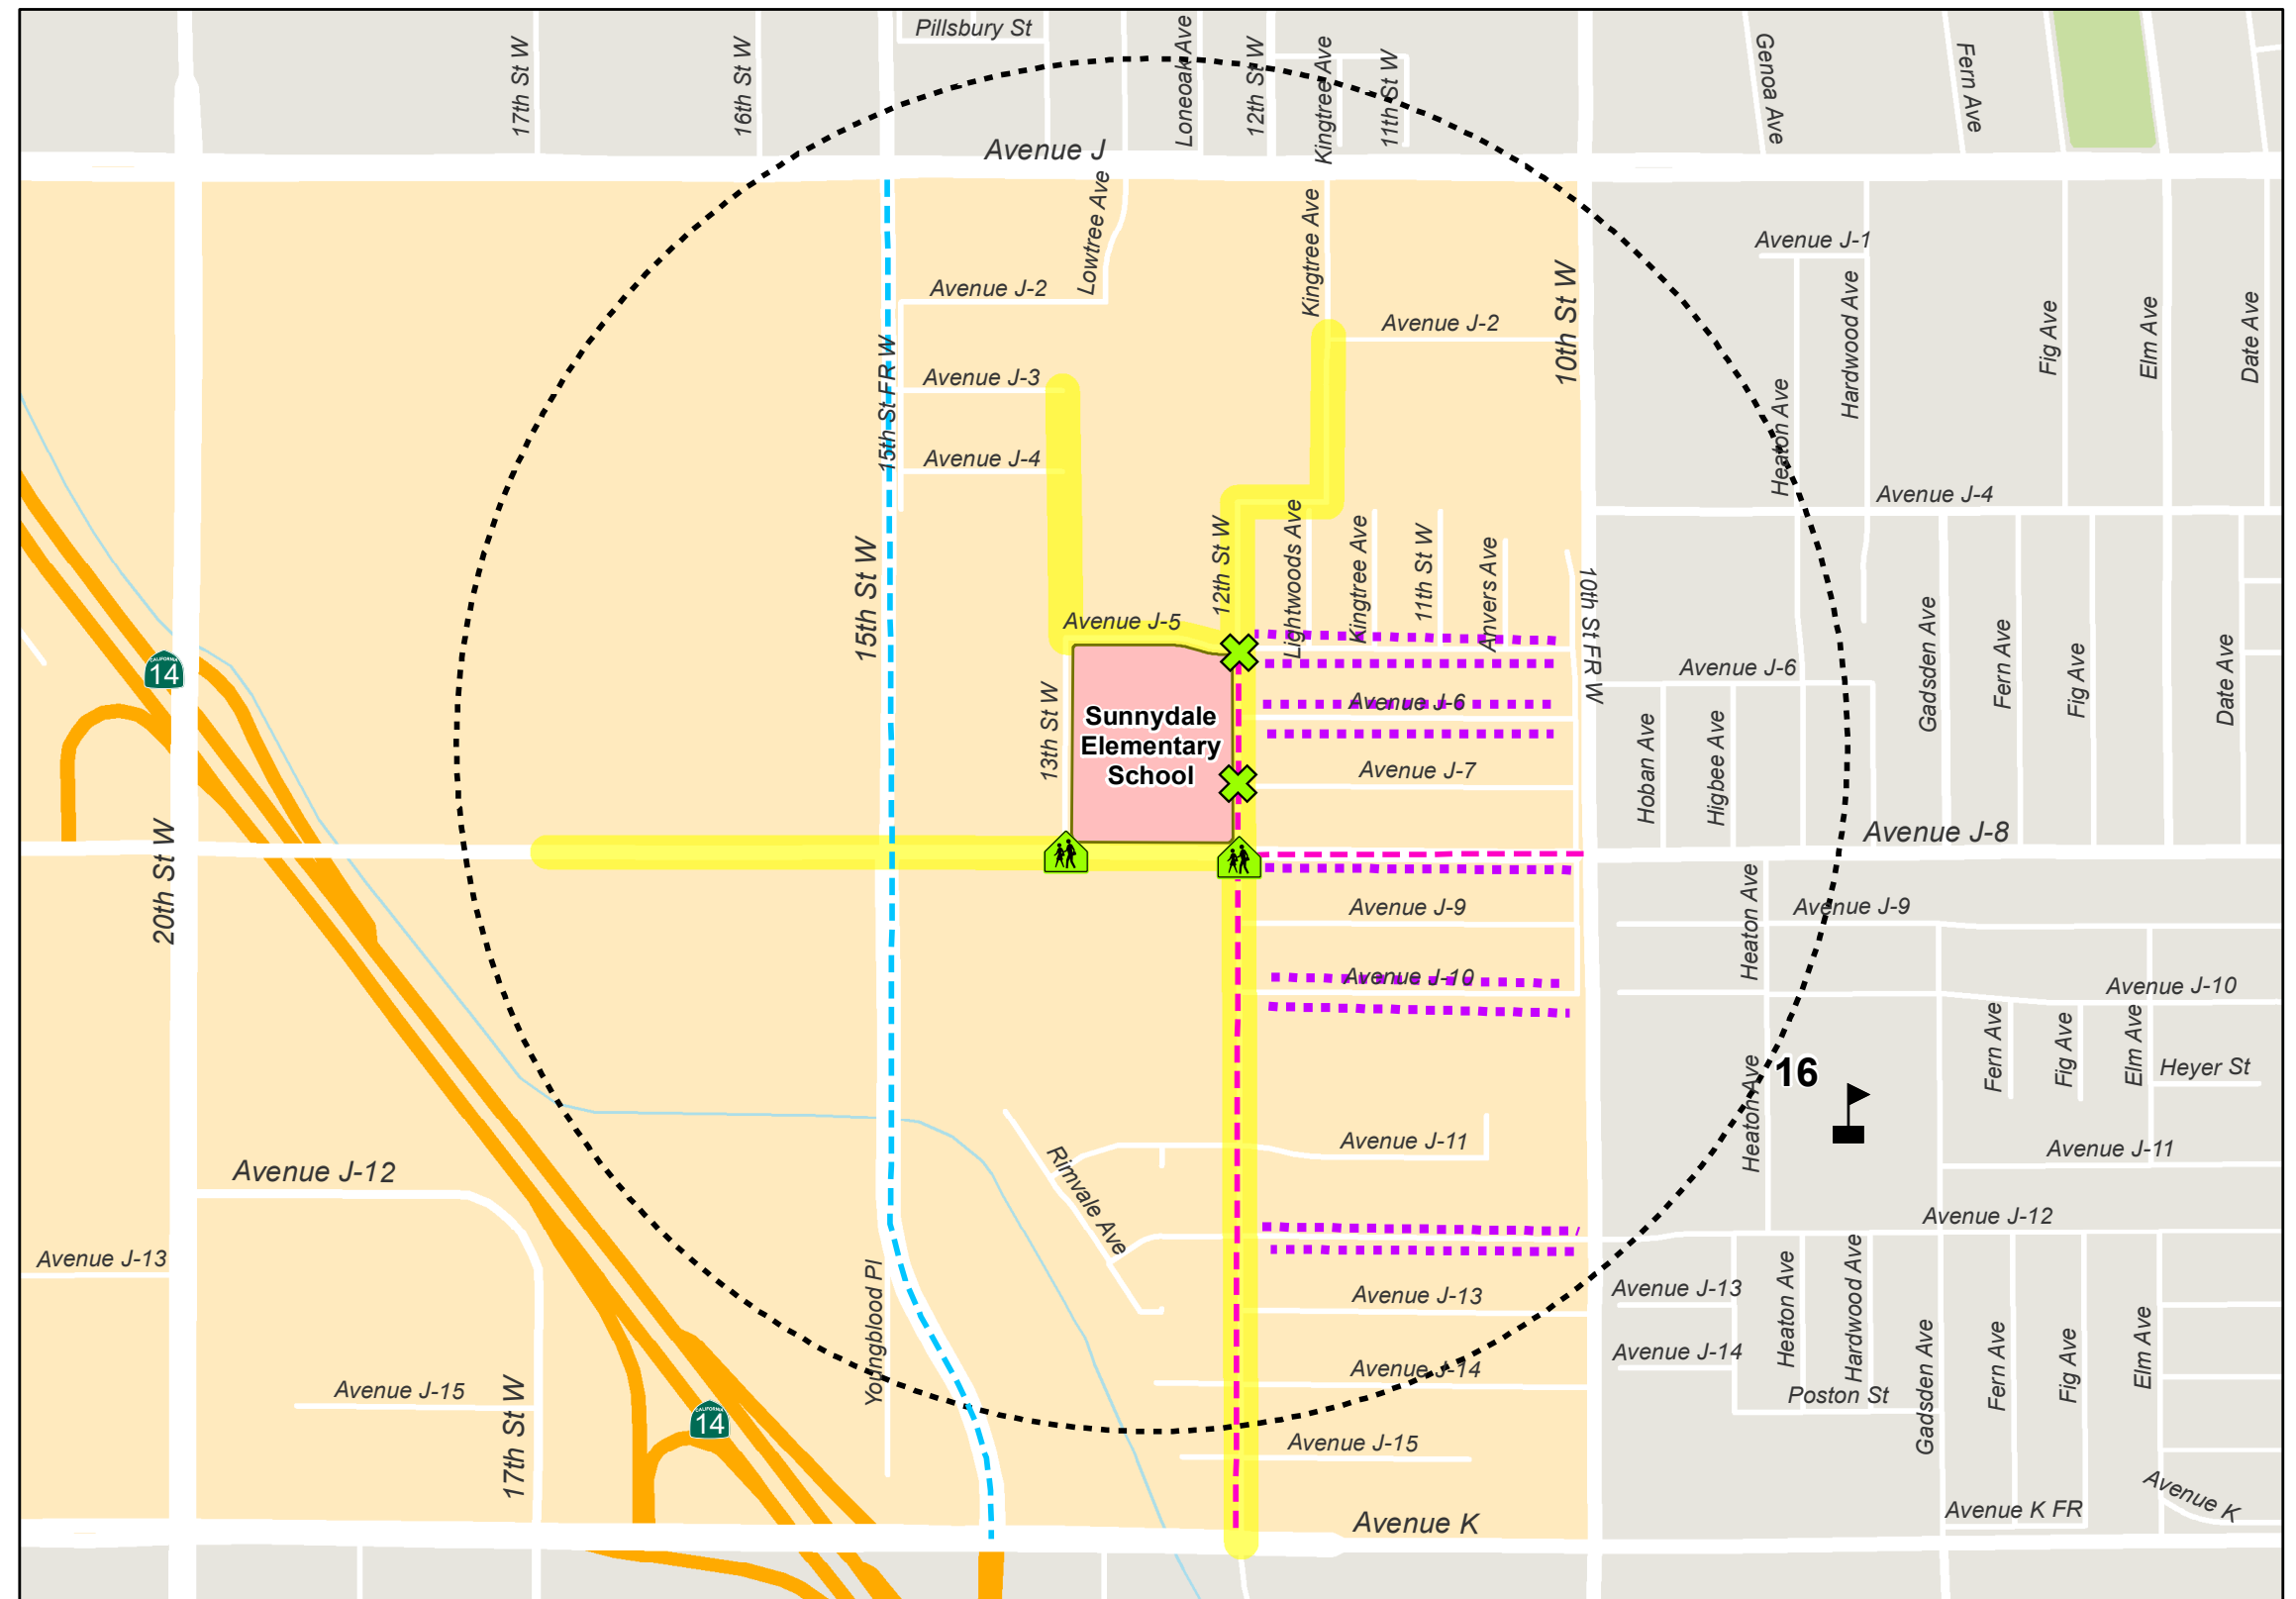 Pillsbury St
17th St W
16th St W
Loneoak Ave
12th St W
Kingtree Ave
11th St W
Genoa Ave
Fern Ave
Avenue J
Lowtree Ave
Kingtree Ave
10th St W
Avenue J-1
Avenue J-2
Avenue J-2
Hardwood Ave
Fig Ave
Elm Ave
Date Ave
15th St FR W
Avenue J-3
Heaton Ave
Avenue J-4
Avenue J-4
15th St W
12th St W
Lightwoods Ave
Kingtree Ave
11th St W
Anvers Ave
10th St FR W
Avenue J-5
CALIFORNIA
14
Avenue J-6
Gadsden Ave
Fern Ave
Fig Ave
Date Ave
13th St W
Sunnydale
Elementary
School
Avenue J-6
Hoban Ave
Higbee Ave
Avenue J-7
20th St W
Avenue J-8
Heaton Ave
Avenue J-9
Avenue J-9
Avenue J-10
Avenue J-10
Fern Ave
Fig Ave
Elm Ave
Heyer St
16
Heaton Ave
Avenue J-11
Avenue J-11
Rimvale Ave
Avenue J-12
Avenue J-12
Avenue J-13
Youngblood Pl
Avenue J-13
Avenue J-13
Heaton Ave
Hardwood Ave
Gadsden Ave
Fern Ave
Fig Ave
Elm Ave
Avenue J-14
Avenue J-14
Poston St
Avenue J-15
17th St W
CALIFORNIA
14
Avenue J-15
Avenue K
Avenue K FR
Avenue K